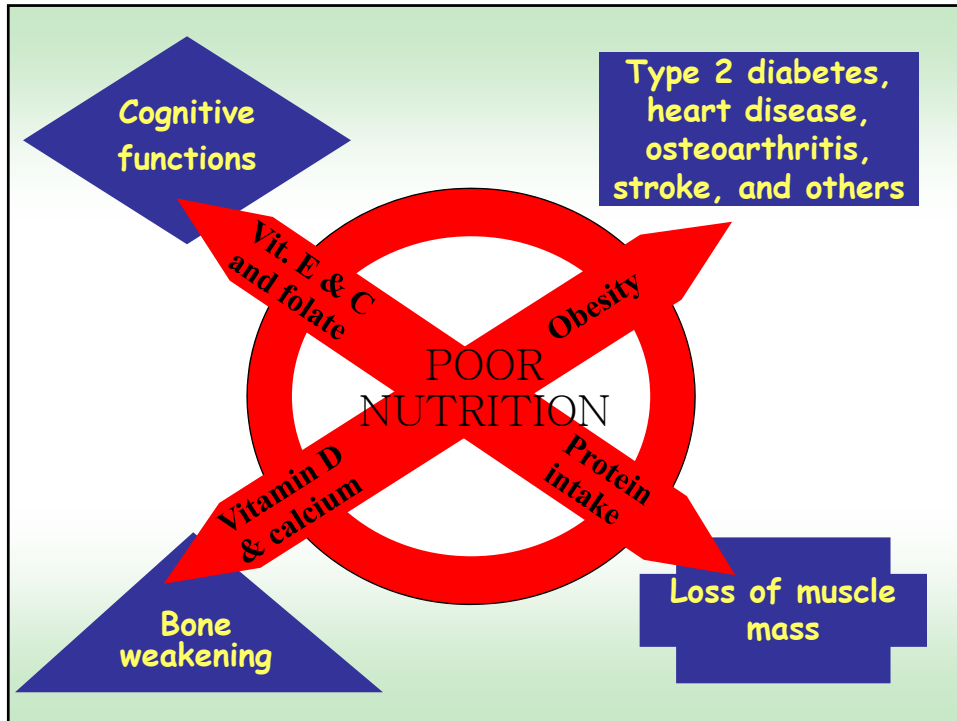 Cognitive
functions
Type 2 diabetes,
heart disease,
osteoarthritis,
stroke, and others
Vit. E & C
and folate
Obesity
POOR
NUTRITION
Vitamin D
& calcium
Protein
intake
Bone
weakening
Loss of muscle
mass